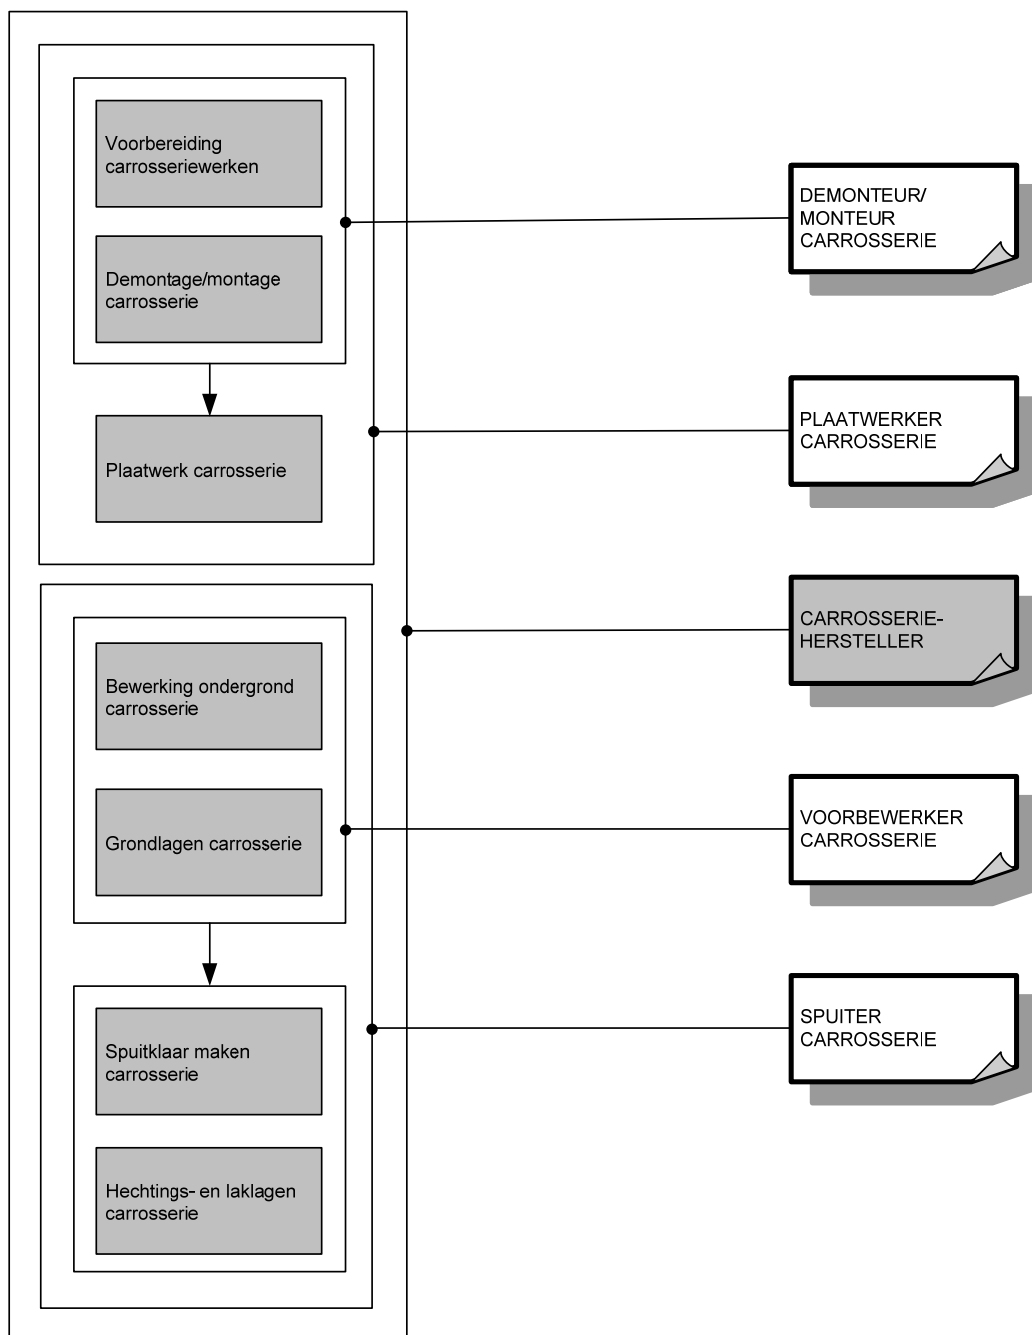 Voorbereiding
carrosseriewerken
Demontage/montage
carrosserie
Plaatwerk carrosserie
Bewerking ondergrond
carrosserie
Grondlagen carrosserie
Spuitklaar maken
carrosserie
Hechtings- en laklagen
carrosserie
DEMONTEUR/
MONTEUR
CARROSSERIE
PLAATWERKER
CARROSSERIE
CARROSSERIE-
HERSTELLER
VOORBEWERKER
CARROSSERIE
SPUITER
CARROSSERIE